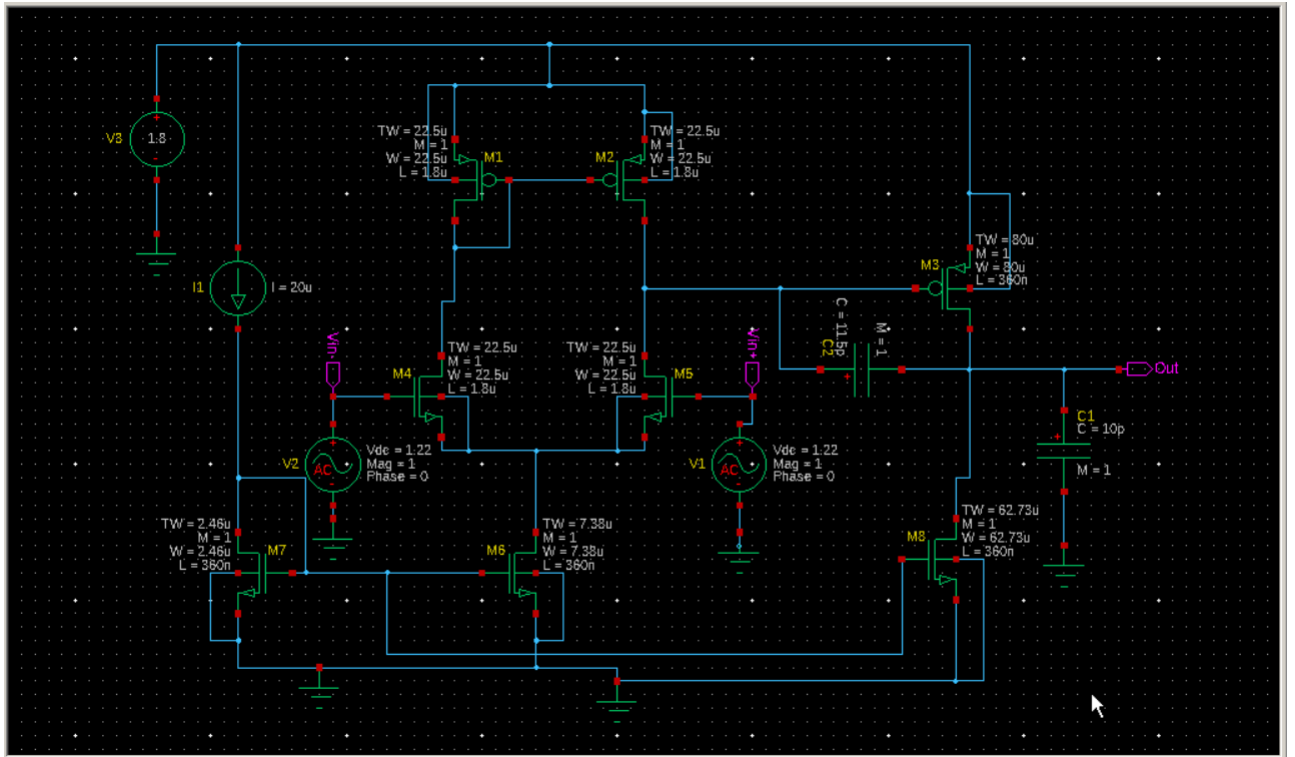 V3
1.8
I1
I = 20u
TW = 22.5u
M = 1
W = 22.5u
L = 1.8u
M1
M2
TW = 22.5u
M = 1
W = 22.5u
L = 1.8u
M3
TW = 80u
M = 1
W = 80u
L = 360n
Vin-
TW = 22.5u
M = 1
W = 22.5u
L = 1.8u
M4
TW = 22.5u
M = 1
W = 22.5u
L = 1.8u
M5
Vin+
C = 11.5p
C2
M = 1
Out
C1
C = 10p
M = 1
V2
AC
Vdc = 1.22
Mag = 1
Phase = 0
V1
AC
Vdc = 1.22
Mag = 1
Phase = 0
TW = 2.46u
M = 1
W = 2.46u
L = 360n
M7
M6
TW = 7.38u
M = 1
W = 7.38u
L = 360n
M8
TW = 62.73u
M = 1
W = 62.73u
L = 360n